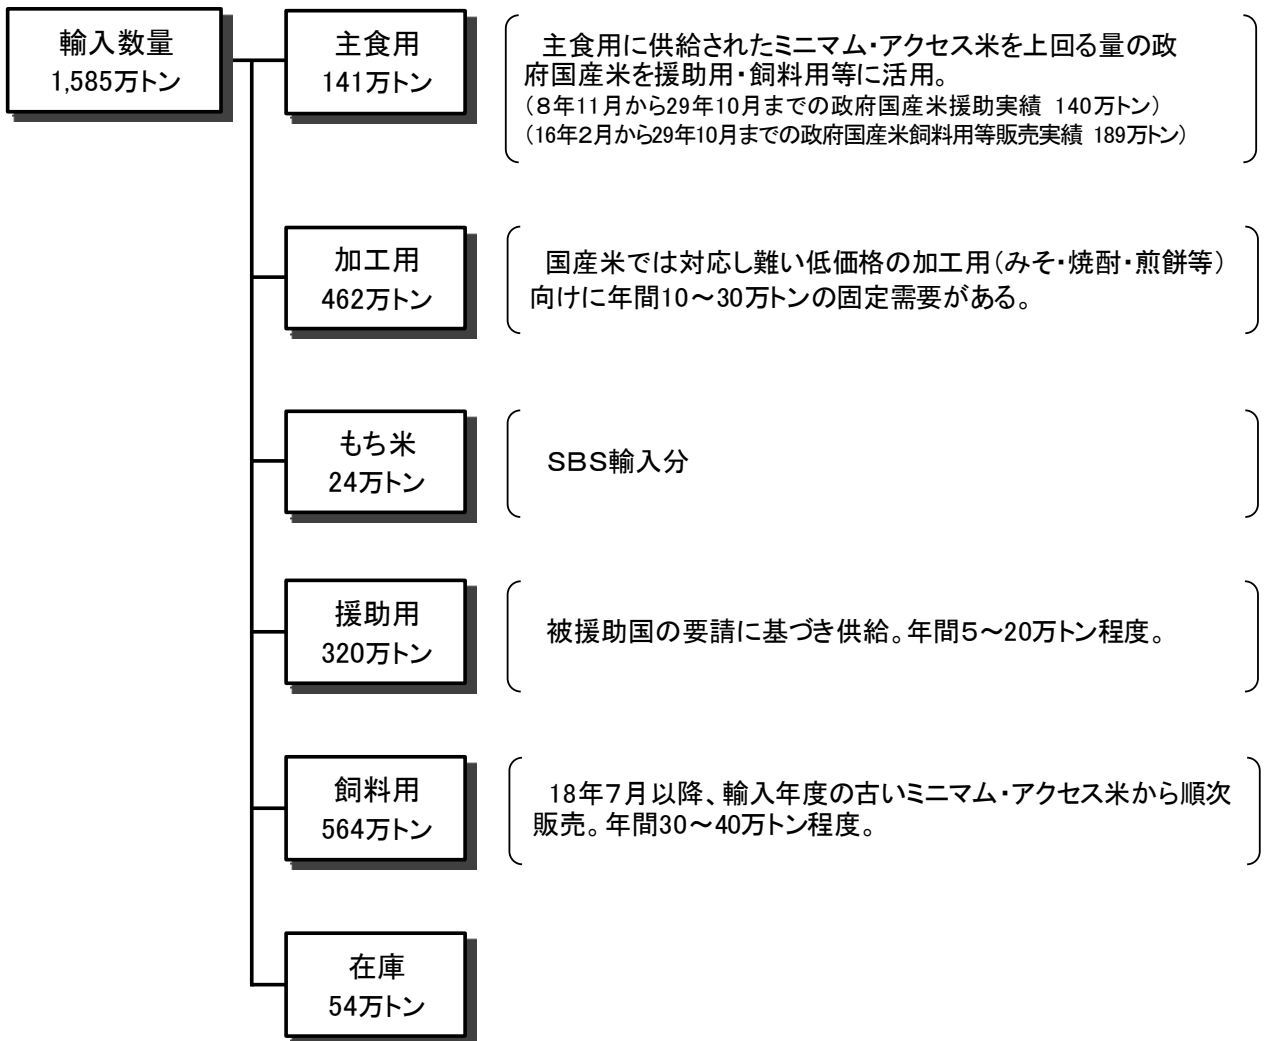 輸入数量
1,585万トン
主食用
141万トン
主食用に供給されたミニマム・アクセス米を上回る量の政
府国産米を援助用・飼料用等に活用。
(８年11月から29年10月までの政府国産米援助実績 140万トン)
(16年２月から29年10月までの政府国産米飼料用等販売実績 189万トン)
加工用
462万トン
国産米では対応し難い低価格の加工用(みそ・焼酎・煎餅等)
向けに年間10～30万トンの固定需要がある。
もち米
24万トン
ＳＢＳ輸入分
援助用
320万トン
被援助国の要請に基づき供給。年間５～20万トン程度。
飼料用
564万トン
18年７月以降、輸入年度の古いミニマム・アクセス米から順次
販売。年間30～40万トン程度。
在庫
54万トン